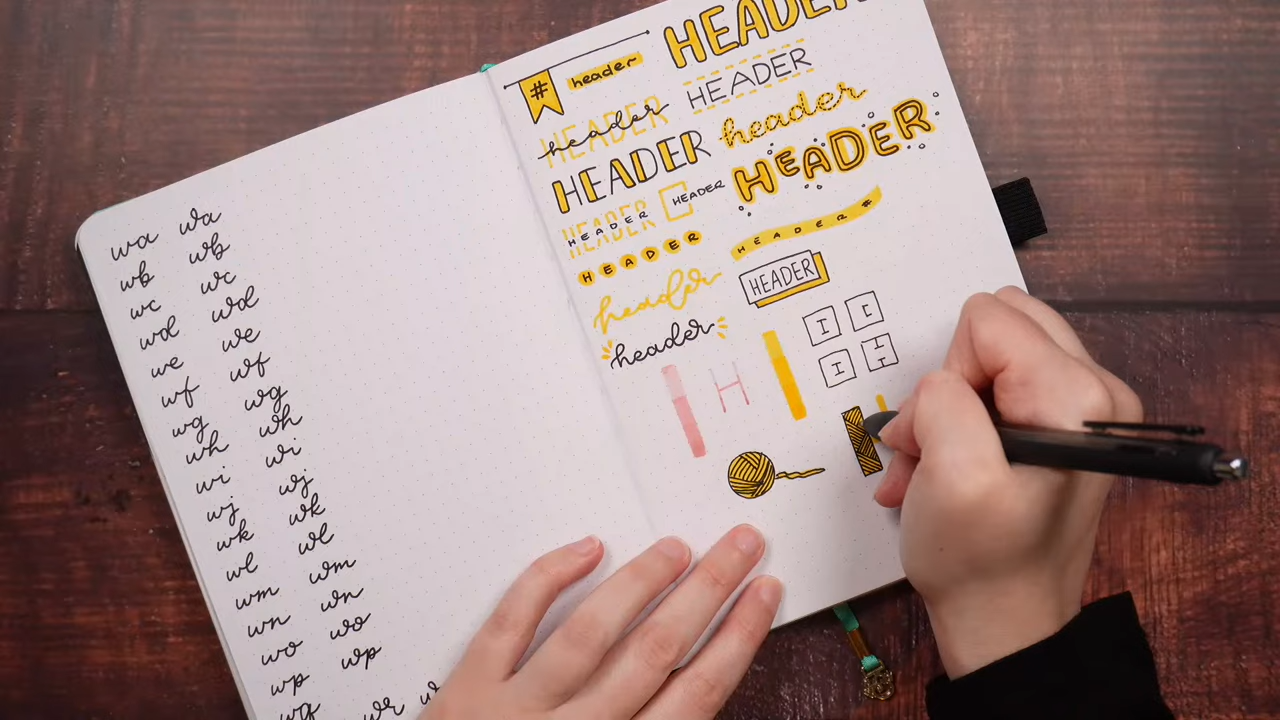 wa wa
wb wb
wc wc
wd wd
we we
wf wf
wg wg
wh wh
wi wi
wj wj
wk wk
wl wl
wm wm
wn wn
wo wo
wp wp
wq wr
HEADER
# header
HEADER
HEADER header
header
HEADER
HEADER
HEADER HEADER
HEADER
HEADER #
HEADER
HEADER
header
header
I I
I H
H